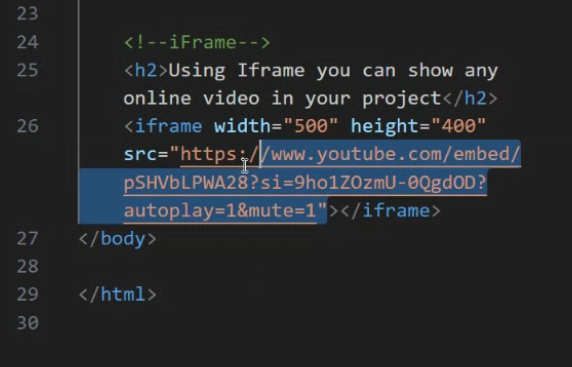 23
24 <!--iFrame-->
25 <h2>Using Iframe you can show any
online video in your project</h2>
26 <iframe width="500" height="400"
src="https://www.youtube.com/embed/
pSHVbLPWA28?si=9ho1ZOzmU-0QgdOD?
autoplay=1&mute=1"></iframe>
27 </body>
28
29 </html>
30